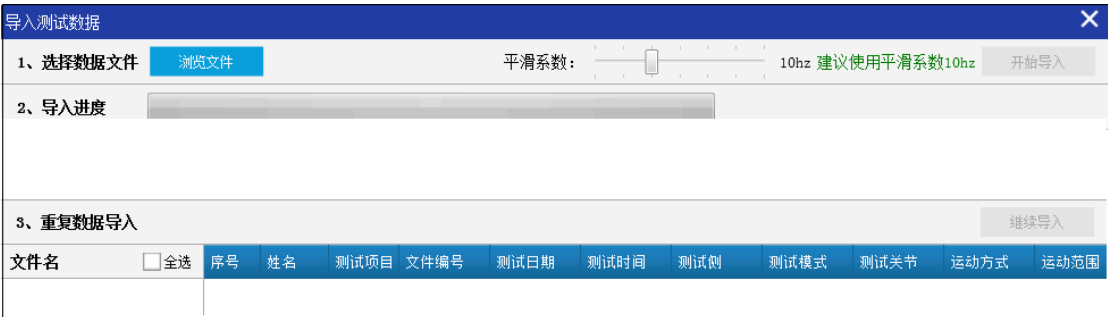 导入测试数据
1、选择数据文件 浏览文件 平滑系数： 10hz 建议使用平滑系数10hz 开始导入
2、导入进度
3、重复数据导入 继续导入
文件名 全选 序号 姓名 测试项目 文件编号 测试日期 测试时间 测试侧 测试模式 测试关节 运动方式 运动范围